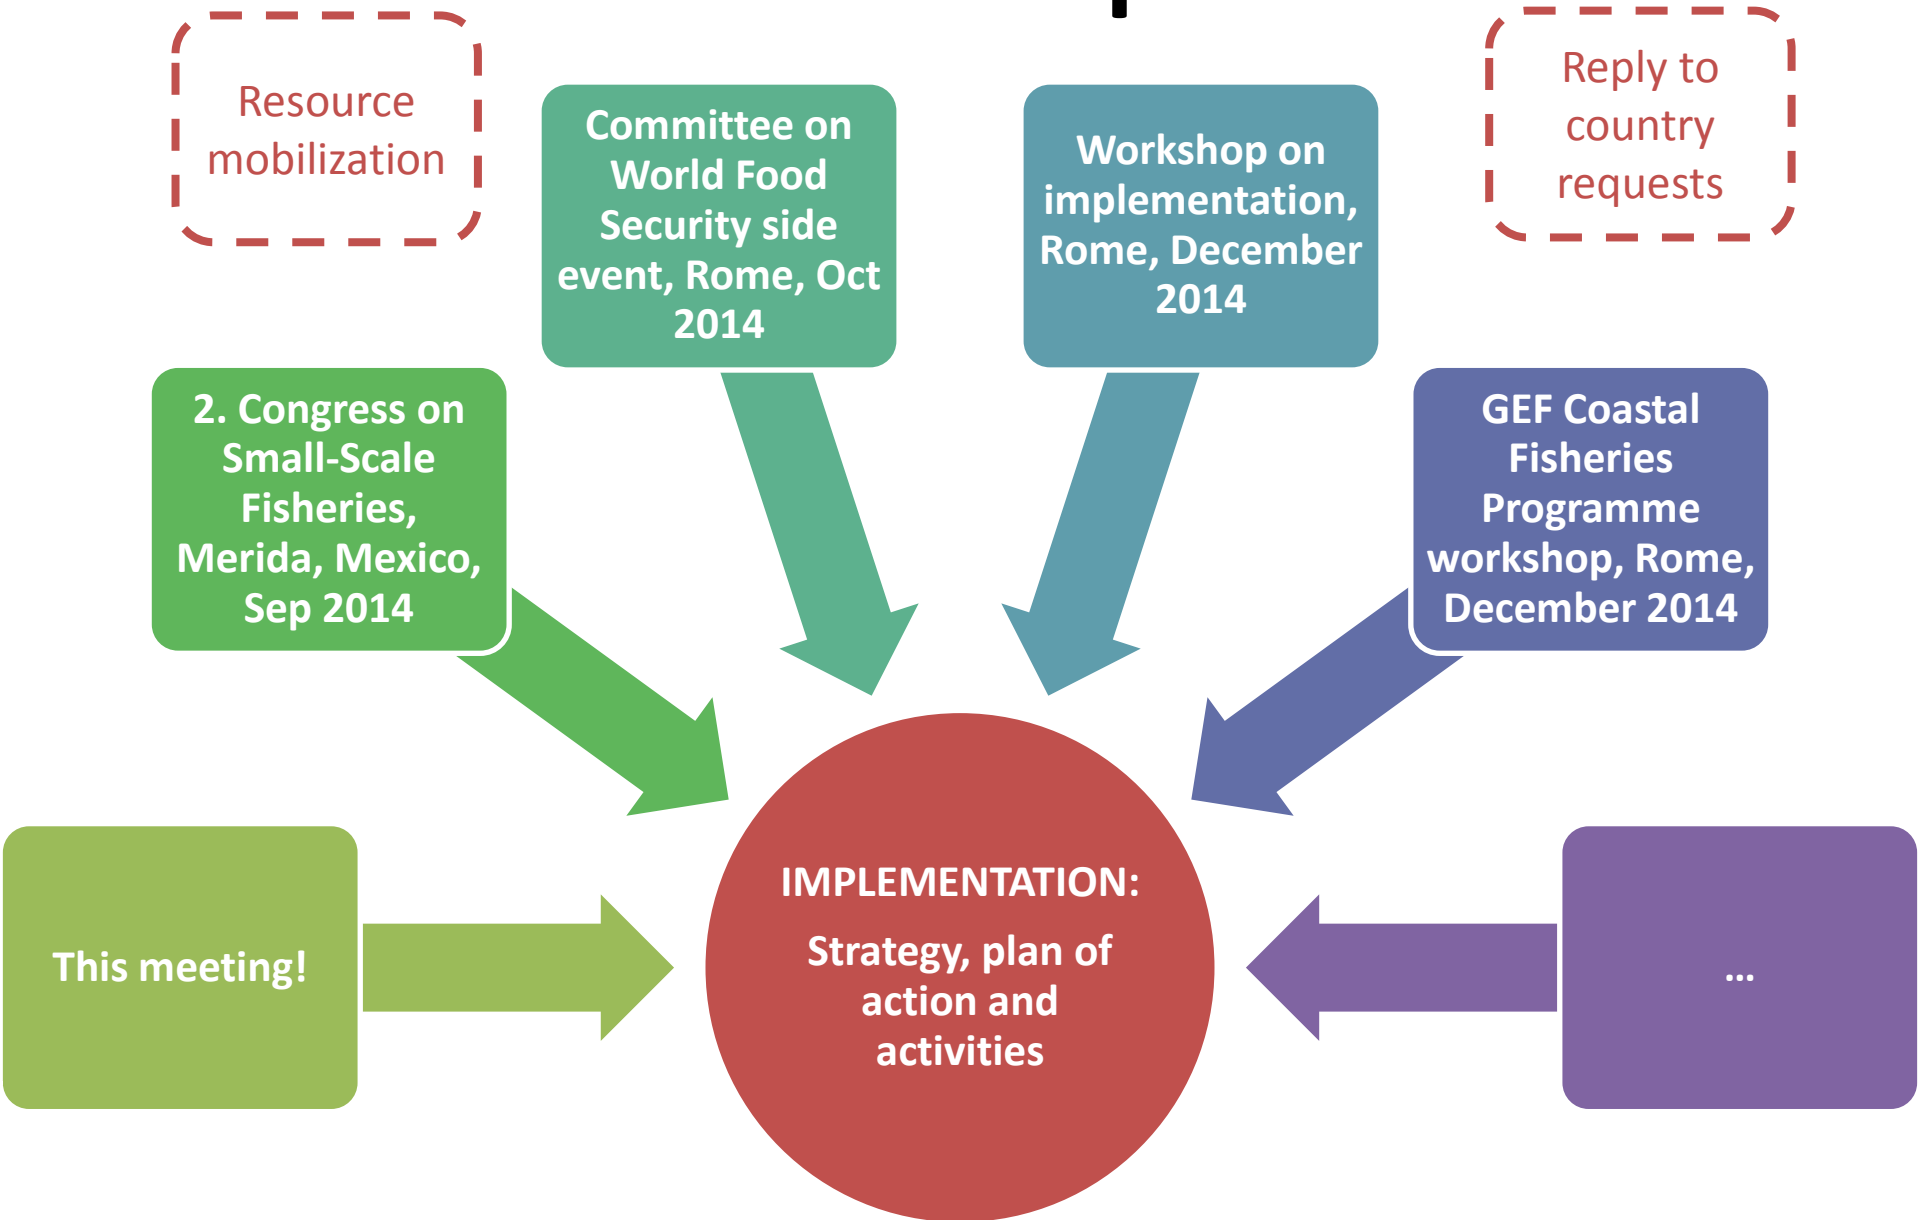 Resource
mobilization
Committee on
World Food
Security side
event, Rome, Oct
2014
Workshop on
implementation,
Rome, December
2014
Reply to
country
requests
2. Congress on
Small-Scale
Fisheries,
Merida, Mexico,
Sep 2014
GEF Coastal
Fisheries
Programme
workshop, Rome,
December 2014
This meeting!
IMPLEMENTATION:
Strategy, plan of
action and
activities
...